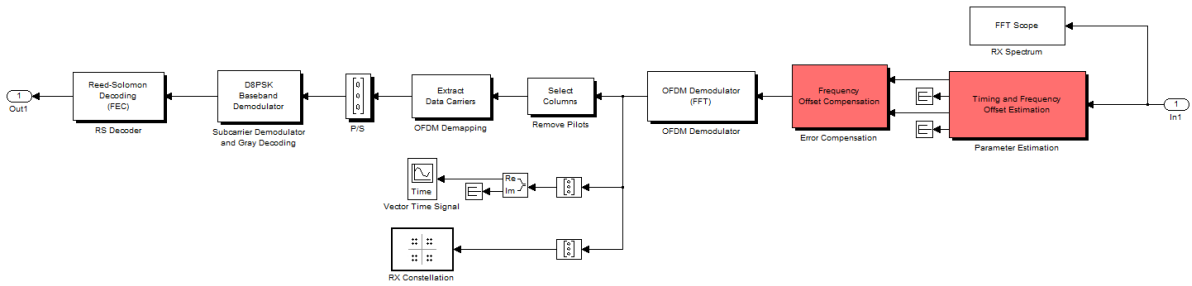 FFT Scope
RX Spectrum
Reed-Solomon
Decoding
(FEC)
RS Decoder
D8PSK
Baseband
Demodulator
Subcarrier Demodulator
and Gray Decoding
P/S
Extract
Data Carriers
OFDM Demapping
Select
Columns
Remove Pilots
OFDM Demodulator
(FFT)
OFDM Demodulator
Frequency
Offset Compensation
Error Compensation
Timing and Frequency
Offset Estimation
Parameter Estimation
1
Out1
1
In1
Time
Vector Time Signal
Re
Im
RX Constellation